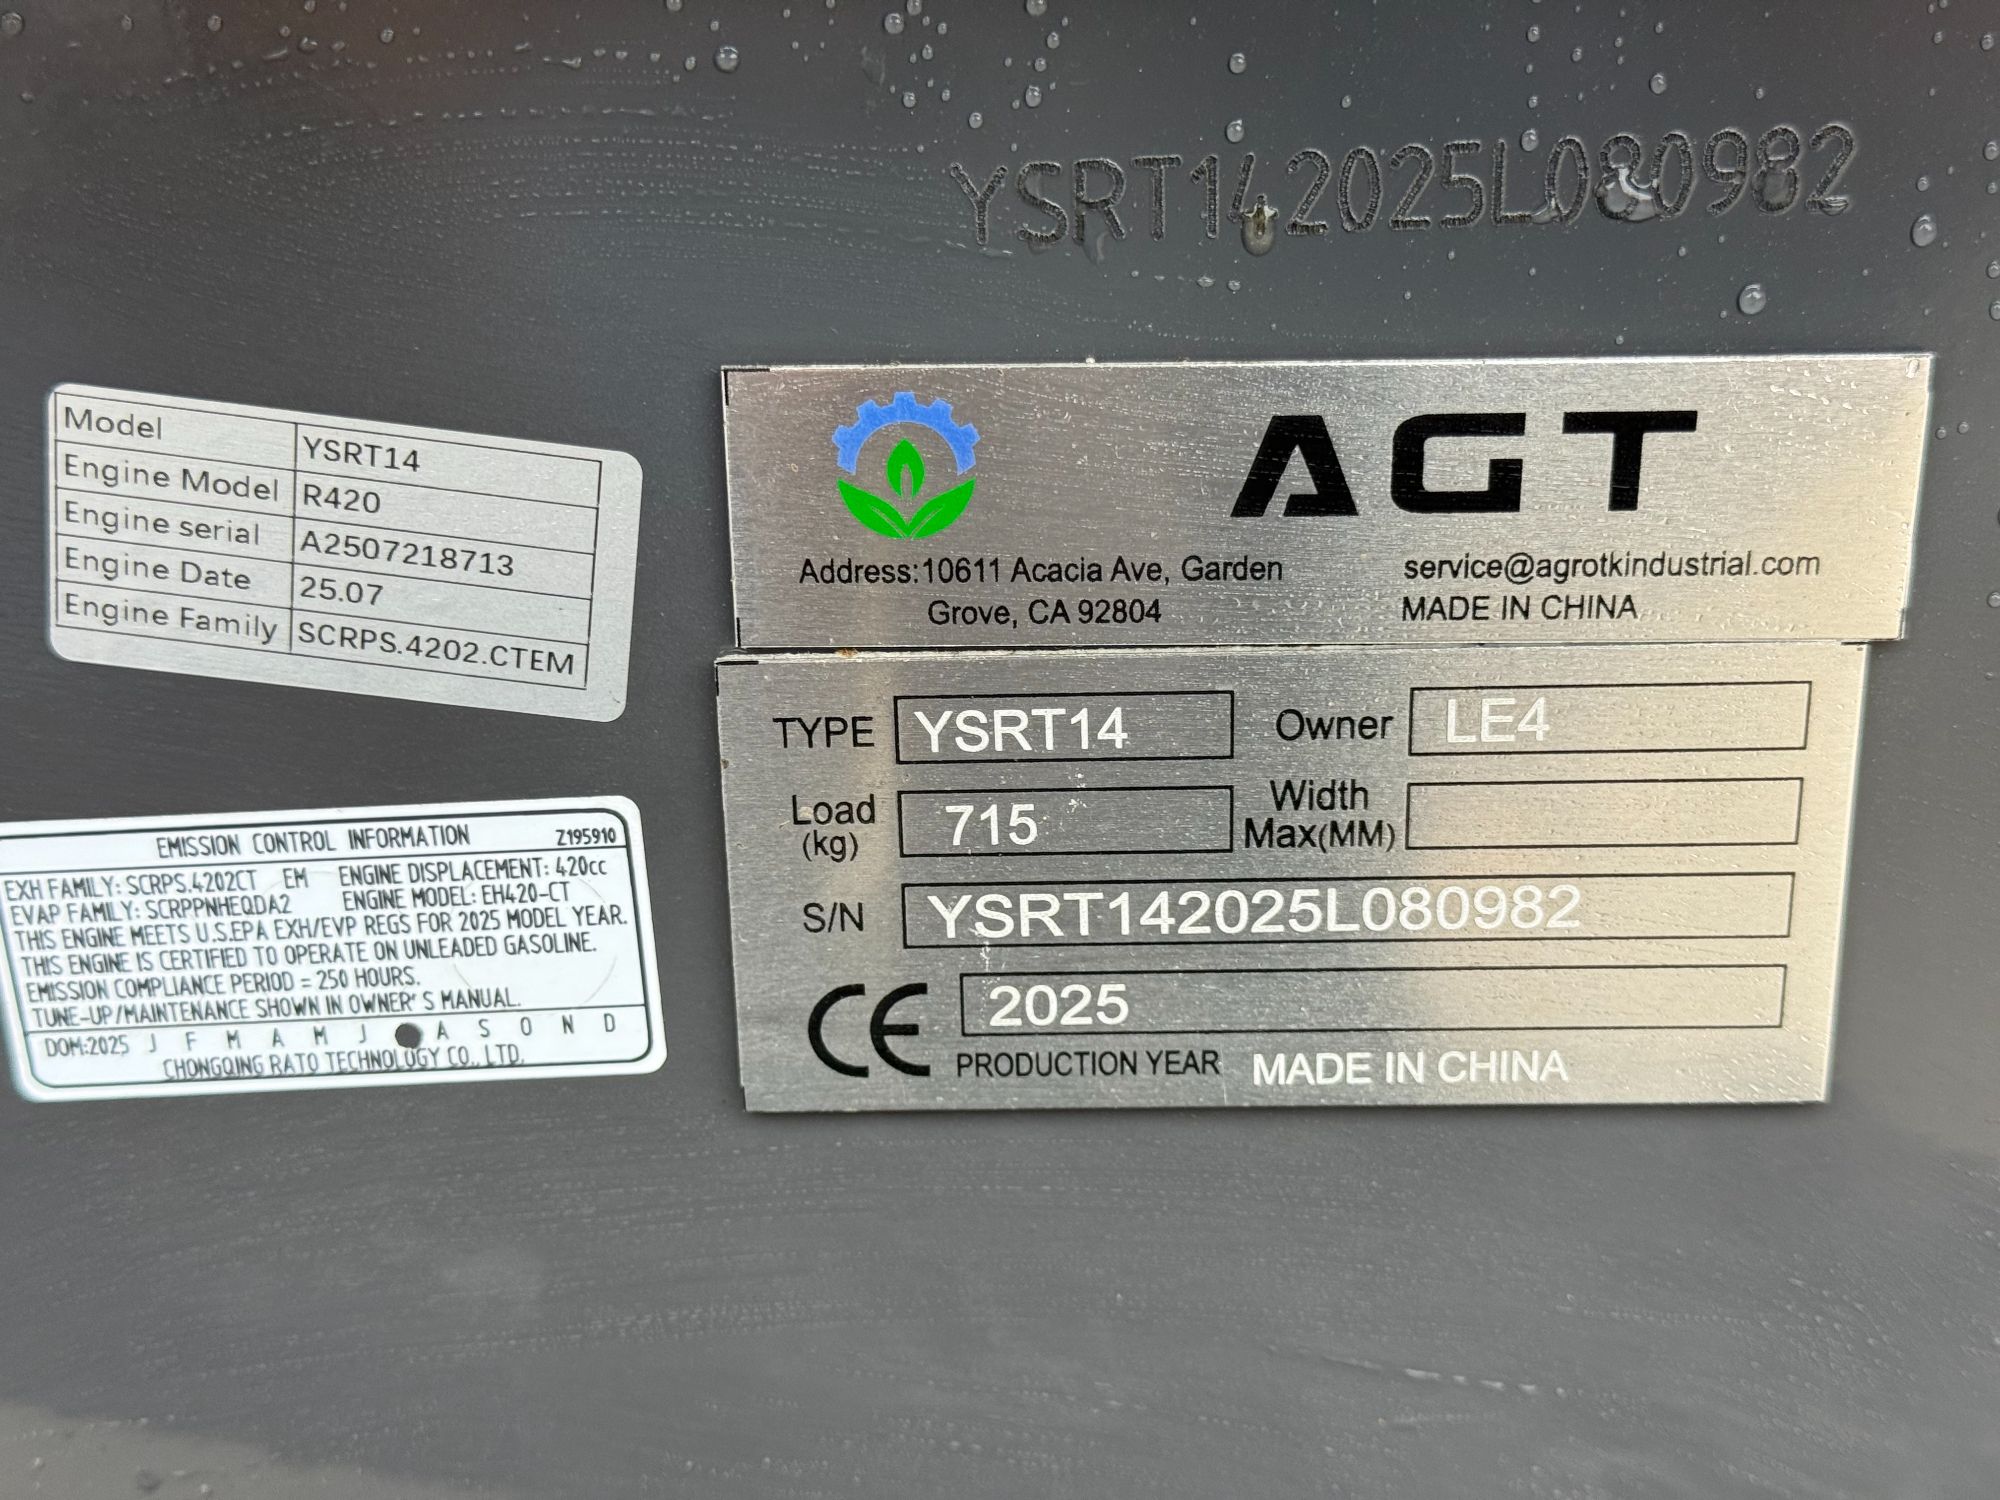 YSRT142025L080982
Model YSRT14
Engine Model R420
Engine serial A2507218713
Engine Date 25.07
Engine Family SCRPS.4202.CTEM
AGT
Address:10611 Acacia Ave, Garden
Grove, CA 92804
service@agrotkindustrial.com
MADE IN CHINA
TYPE YSRT14 Owner LE4
Load (kg) 715 Width Max(MM)
S/N YSRT142025L080982
CE 2025
PRODUCTION YEAR MADE IN CHINA
EMISSION CONTROL INFORMATION Z195910
EXH FAMILY: SCRPS.4202CT EM ENGINE DISPLACEMENT: 420cc
EVAP FAMILY: SCRPPNHEQDA2 ENGINE MODEL: EH420-CT
THIS ENGINE MEETS U.S.EPA EXH/EVP REGS FOR 2025 MODEL YEAR.
THIS ENGINE IS CERTIFIED TO OPERATE ON UNLEADED GASOLINE.
EMISSION COMPLIANCE PERIOD = 250 HOURS.
TUNE-UP/MAINTENANCE SHOWN IN OWNER'S MANUAL.
DOM:2025 J F M A M J A S O N D
CHONGQING RATO TECHNOLOGY CO., LTD.